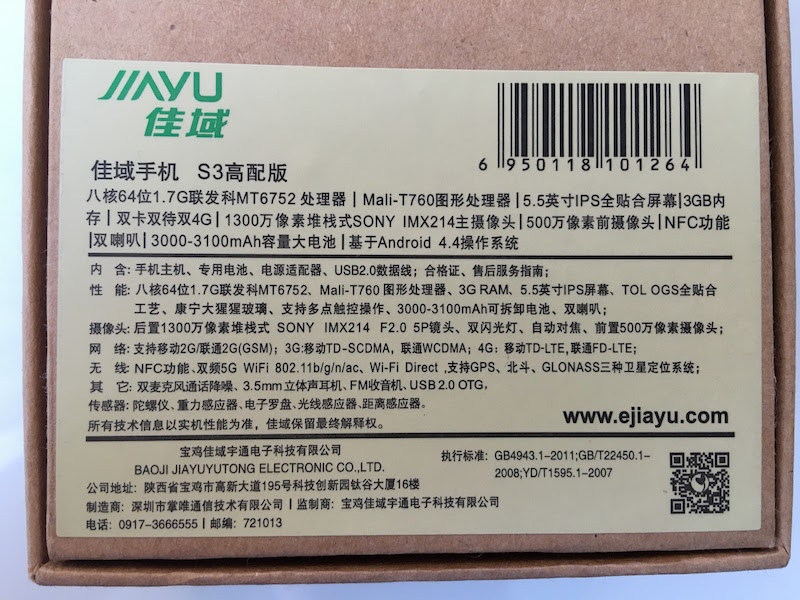 JIAYU
佳域
6 950118 101264
佳域手机 S3高配版
八核64位1.7G联发科MT6752 处理器 | Mali-T760图形处理器 | 5.5英寸IPS全贴合屏幕|3GB内
存 | 双卡双待双4G | 1300万像素堆栈式SONY IMX214主摄像头| 500万像素前摄像头|NFC功能
|双喇叭| 3000-3100mAh容量大电池 |基于Android 4.4操作系统
内 含: 手机主机、专用电池、电源适配器、USB2.0数据线; 合格证、售后服务指南;
性 能: 八核64位1.7G联发科MT6752、Mali-T760 图形处理器、3G RAM、5.5英寸IPS屏幕、TOL OGS全贴合
工艺、康宁大猩猩玻璃、支持多点触控操作、3000-3100mAh可拆卸电池、双喇叭;
摄像头: 后置1300万像素堆栈式 SONY IMX214 F2.0 5P镜头、双闪光灯、自动对焦、前置500万像素摄像头;
网 络: 支持移动2G/联通2G(GSM); 3G:移动TD-SCDMA, 联通WCDMA; 4G: 移动TD-LTE,联通FD-LTE;
无 线: NFC功能、双频5G WiFi 802.11b/g/n/ac、Wi-Fi Direct ,支持GPS、北斗、GLONASS三种卫星定位系统;
其 它: 双麦克风通话降噪、3.5mm立体声耳机、FM收音机、USB 2.0 OTG,
传感器: 陀螺仪、重力感应器、电子罗盘、光线感应器、距离感应器。
所有技术信息以实机性能为准，佳域保留最终解释权。
www.ejiayu.com
宝鸡佳域宇通电子科技有限公司
BAOJI JIAYUYUTONG ELECTRONIC CO.,LTD.
公司地址: 陕西省宝鸡市高新大道195号科技创新园钛谷大厦16楼
制造商: 深圳市掌唯通信技术有限公司 | 监制商: 宝鸡佳域宇通电子科技有限公司
电话: 0917-3666555 | 邮编: 721013
执行标准: GB4943.1-2011;GB/T22450.1-
2008;YD/T1595.1-2007